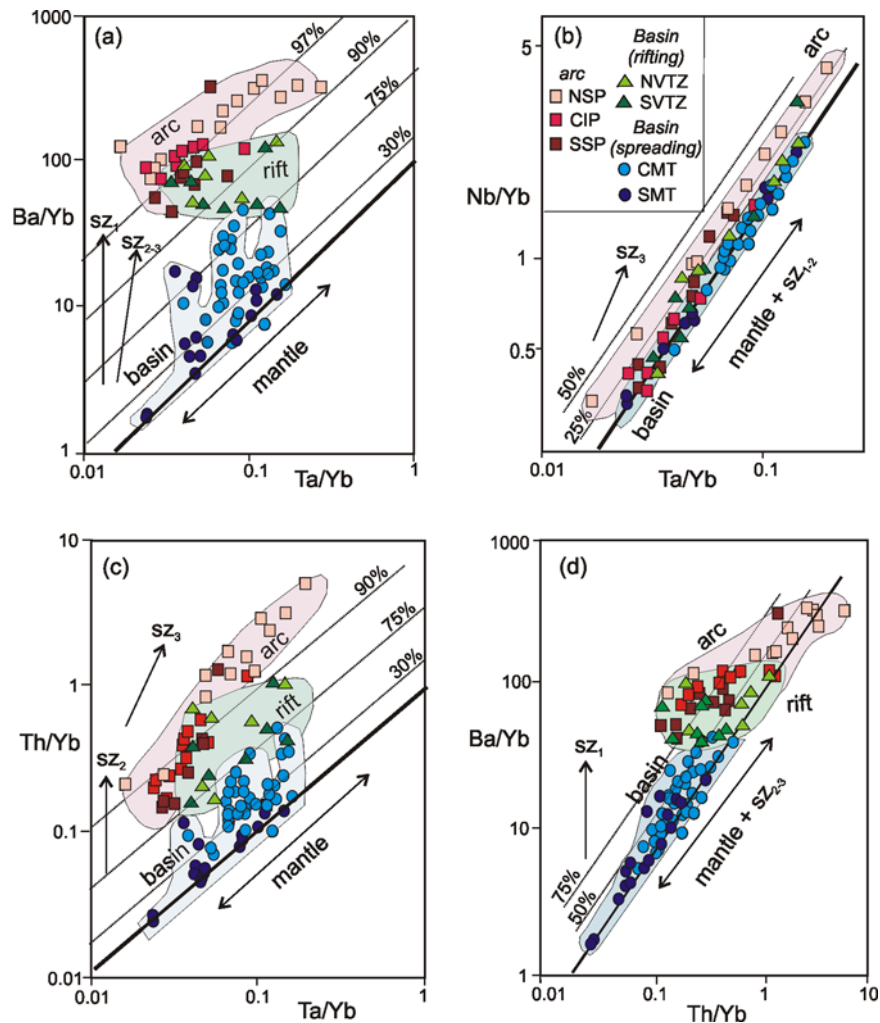 (a)
1000
100
10
1
Ba/Yb
0.01
0.1
1
Ta/Yb
97%
90%
75%
30%
arc
rift
basin
mantle
SZ1
SZ2-3
(b)
5
1
0.5
Nb/Yb
0.01
0.1
Ta/Yb
arc
Basin
(rifting)
arc
NVTZ
NSP
SVTZ
CIP
Basin
SSP
(spreading)
CMT
SMT
SZ3
mantle + SZ1-2
50%
25%
basin
(c)
10
1
0.1
0.01
Th/Yb
0.01
0.1
1
Ta/Yb
90%
75%
30%
SZ3
arc
rift
SZ2
basin
mantle
(d)
1000
100
10
1
Ba/Yb
0.01
0.1
1
10
Th/Yb
arc
rift
basin
SZ1
mantle + SZ2-3
75%
50%